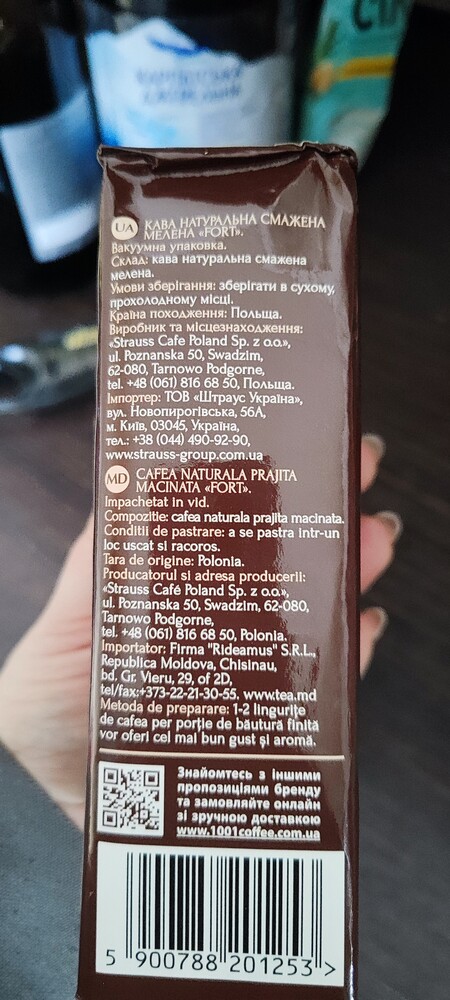 UA
КАВА НАТУРАЛЬНА СМАЖЕНА
МЕЛЕНА «FORT».
Вакуумна упаковка.
Склад: кава натуральна смажена
мелена.
Умови зберігання: зберігати в сухому,
прохолодному місці.
Країна походження: Польща.
Виробник та місцезнаходження:
«Strauss Cafe Poland Sp. z o.o.»,
ul. Poznanska 50, Swadzim,
62-080, Tarnowo Podgorne,
tel. +48 (061) 816 68 50, Польща.
Імпортер: ТОВ «Штраус Україна»,
вул. Новопирогівська, 56А,
м. Київ, 03045, Україна,
тел.: +38 (044) 490-92-90,
www.strauss-group.com.ua
MD
CAFEA NATURALA PRAJITA
MACINATA «FORT».
Impachetat in vid.
Compozitie: cafea naturala prajita macinata.
Conditii de pastrare: a se pastra intr-un
loc uscat si racoros.
Tara de origine: Polonia.
Producatorul si adresa producerii:
«Strauss Café Poland Sp. z o.o.»,
ul. Poznanska 50, Swadzim, 62-080,
Tarnowo Podgorne,
tel. +48 (061) 816 68 50, Polonia.
Importator: Firma "Rideamus" S.R.L.,
Republica Moldova, Chisinau,
bd. Gr. Vieru, 29, of 2D,
tel/fax:+373-22-21-30-55. www.tea.md
Metoda de preparare: 1-2 lingurițe
de cafea per porție de băutură finită
vor oferi cel mai bun gust și aromă.
Знайомтесь з іншими
пропозиціями бренду
та замовляйте онлайн
зі зручною доставкою
www.1001coffee.com.ua
5 900788 201253 >